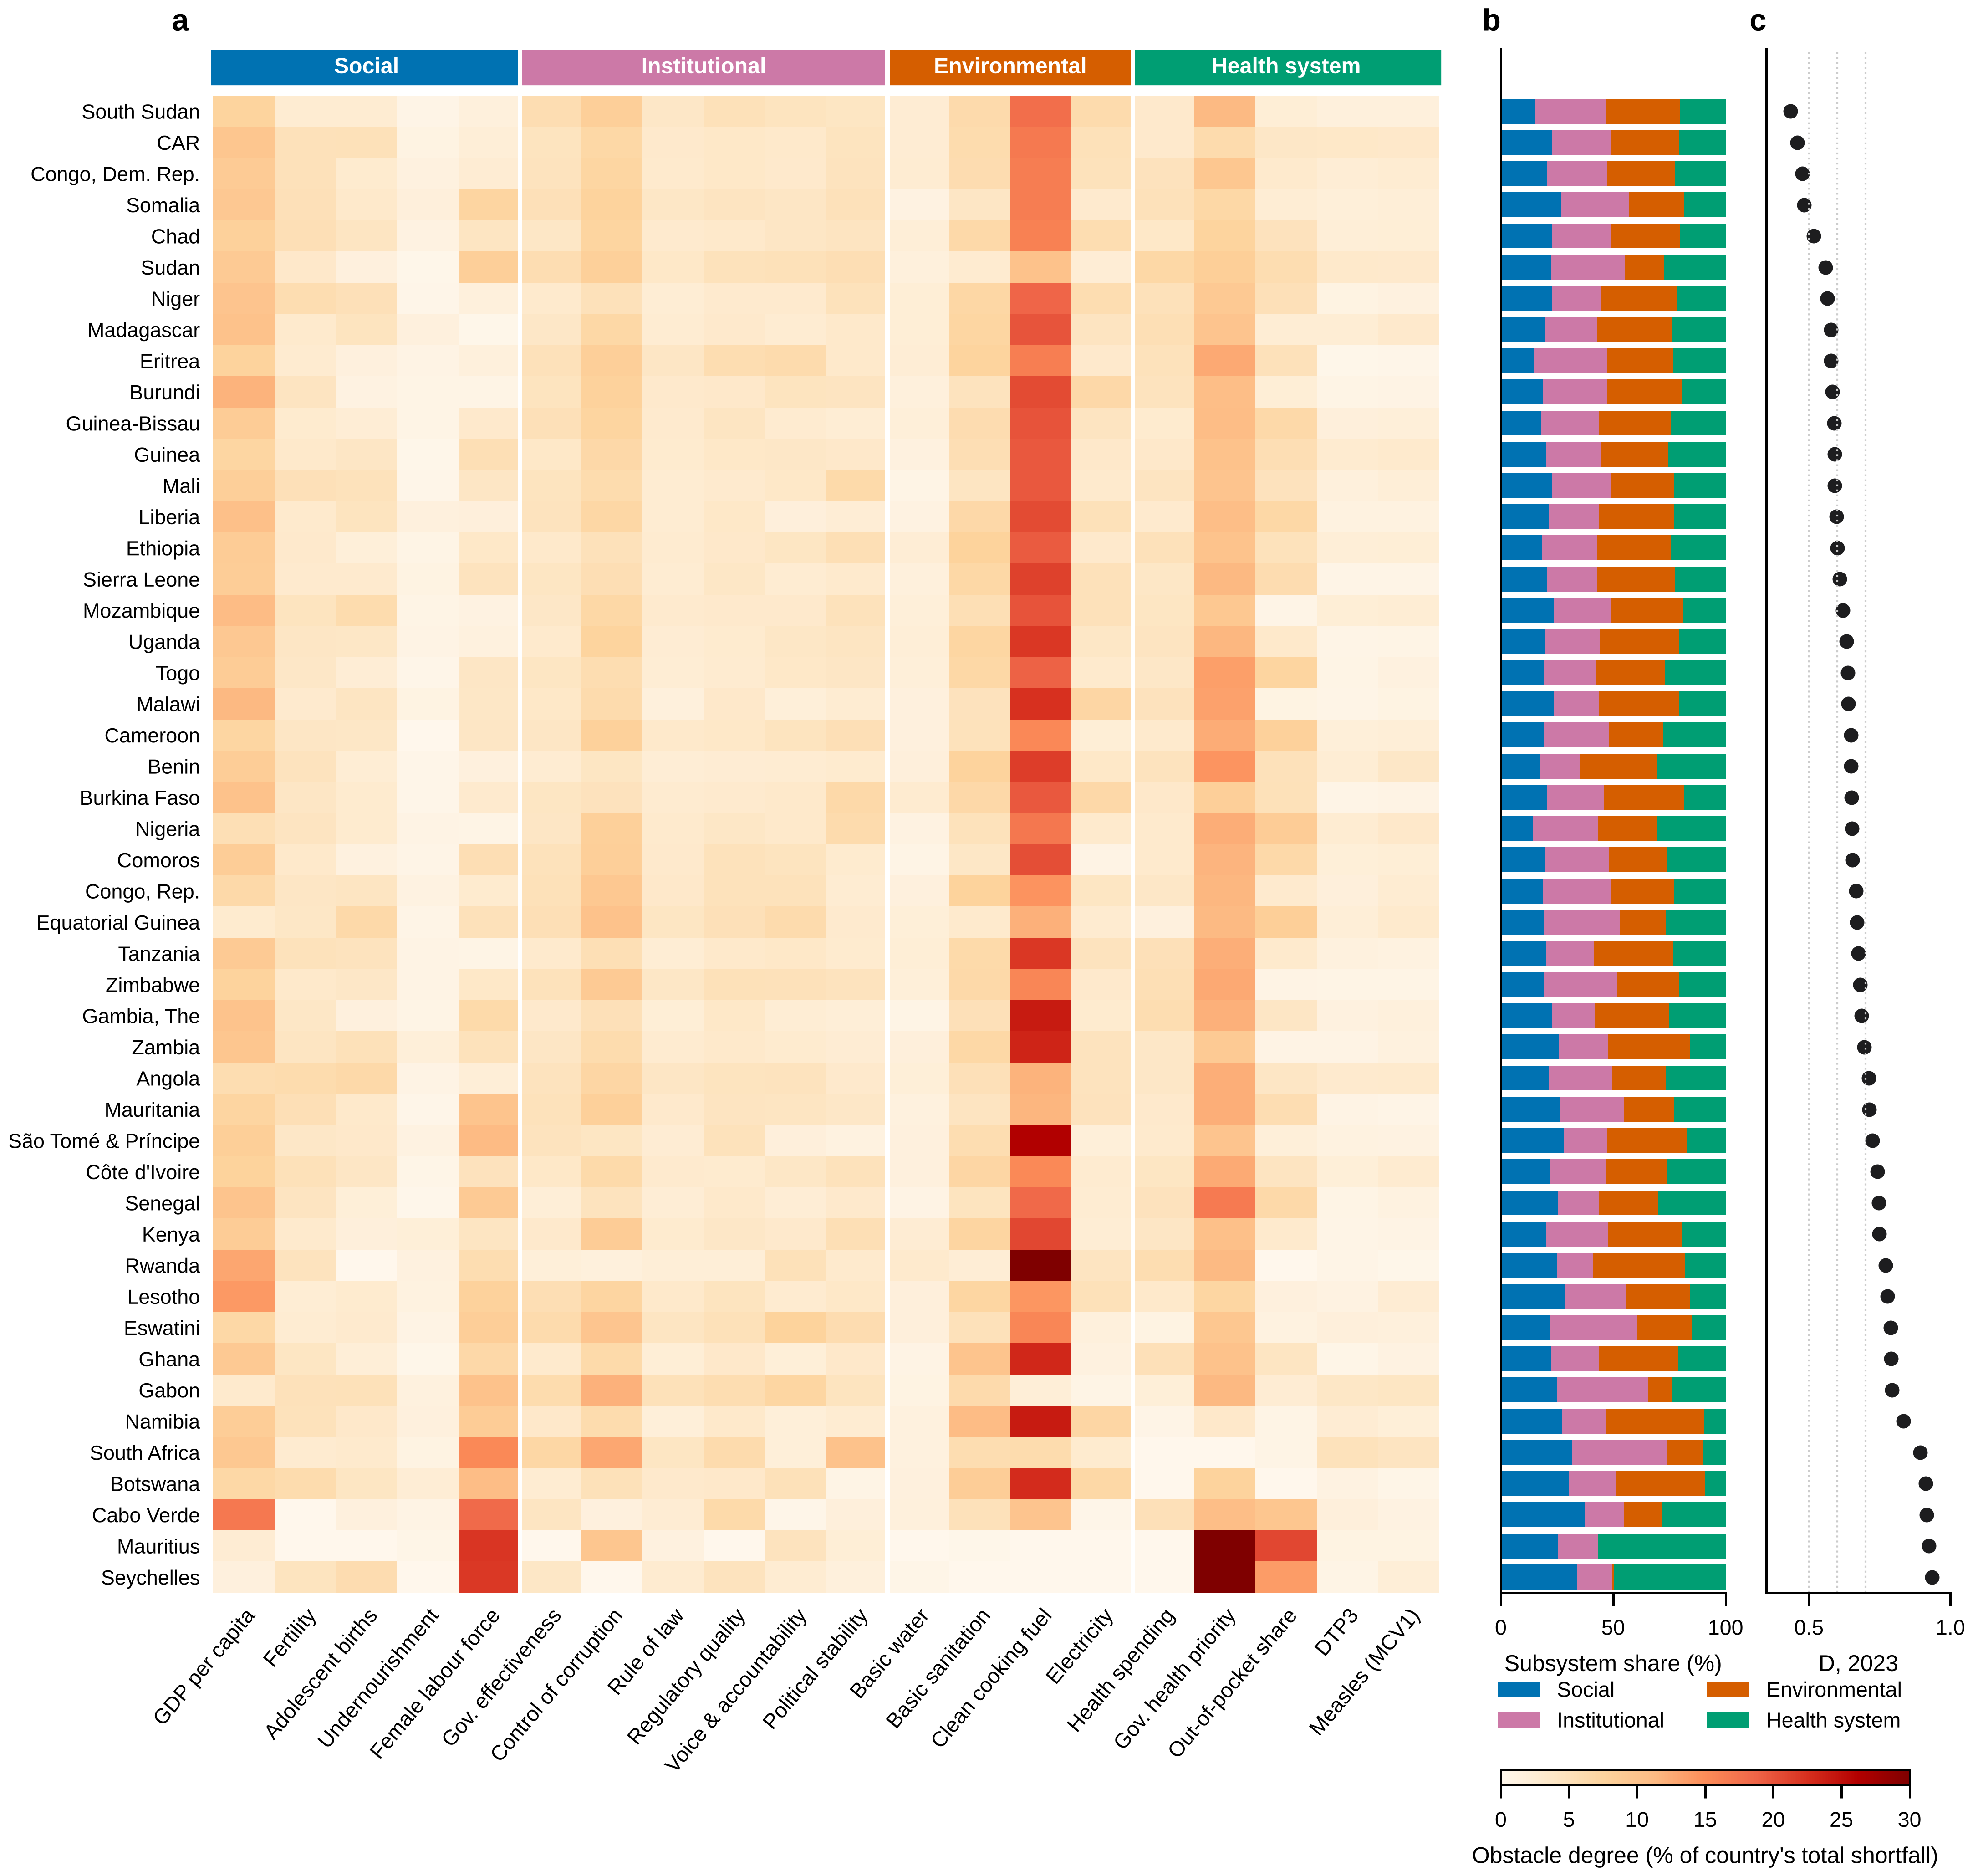 a
b
c
Social
Institutional
Environmental
Health system
South Sudan
CAR
Congo, Dem. Rep.
Somalia
Chad
Sudan
Niger
Madagascar
Eritrea
Burundi
Guinea-Bissau
Guinea
Mali
Liberia
Ethiopia
Sierra Leone
Mozambique
Uganda
Togo
Malawi
Cameroon
Benin
Burkina Faso
Nigeria
Comoros
Congo, Rep.
Equatorial Guinea
Tanzania
Zimbabwe
Gambia, The
Zambia
Angola
Mauritania
São Tomé & Príncipe
Côte d'Ivoire
Senegal
Kenya
Rwanda
Lesotho
Eswatini
Ghana
Gabon
Namibia
South Africa
Botswana
Cabo Verde
Mauritius
Seychelles
GDP per capita
Fertility
Adolescent births
Undernourishment
Female labour force
Gov. effectiveness
Control of corruption
Rule of law
Regulatory quality
Voice & accountability
Political stability
Basic water
Basic sanitation
Clean cooking fuel
Electricity
Health spending
Gov. health priority
Out-of-pocket share
DTP3
Measles (MCV1)
0 50 100
Subsystem share (%)
0.5 1.0
D, 2023
Social
Environmental
Institutional
Health system
0 5 10 15 20 25 30
Obstacle degree (% of country's total shortfall)